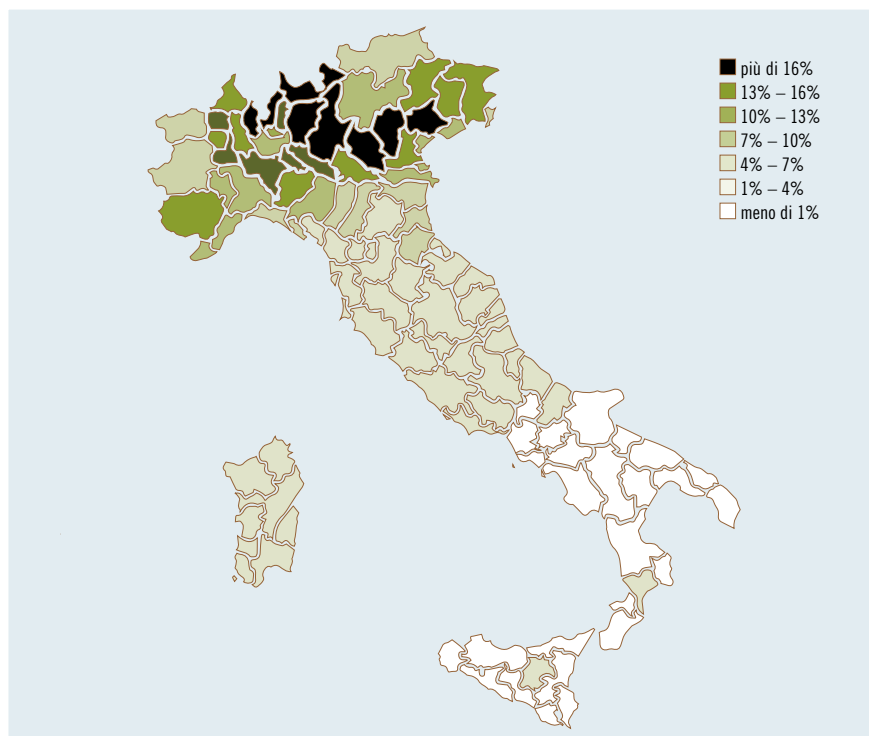 più di 16%
13% – 16%
10% – 13%
7% – 10%
4% – 7%
1% – 4%
meno di 1%